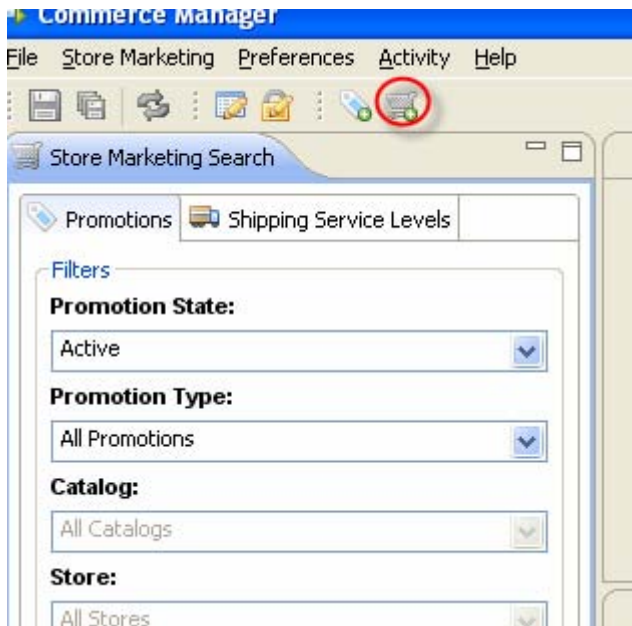 Commerce Manager
File Store Marketing Preferences Activity Help
Store Marketing Search
Promotions Shipping Service Levels
Filters
Promotion State:
Active
Promotion Type:
All Promotions
Catalog:
All Catalogs
Store:
All Stores